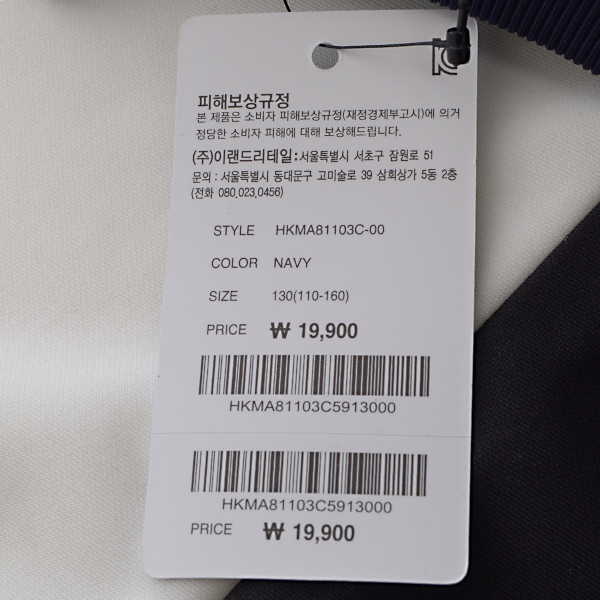 피해보상규정
본 제품은 소비자 피해보상규정(재정경제부고시)에 의거
정당한 소비자 피해에 대해 보상해드립니다.
(주)이랜드리테일:서울특별시 서초구 잠원로 51
문의 : 서울특별시 동대문구 고미술로 39 삼희상가 5동 2층
(전화 080.023.0456)
STYLE HKMA81103C-00
COLOR NAVY
SIZE 130(110-160)
PRICE ₩ 19,900
HKMA81103C5913000
HKMA81103C5913000
PRICE ₩ 19,900